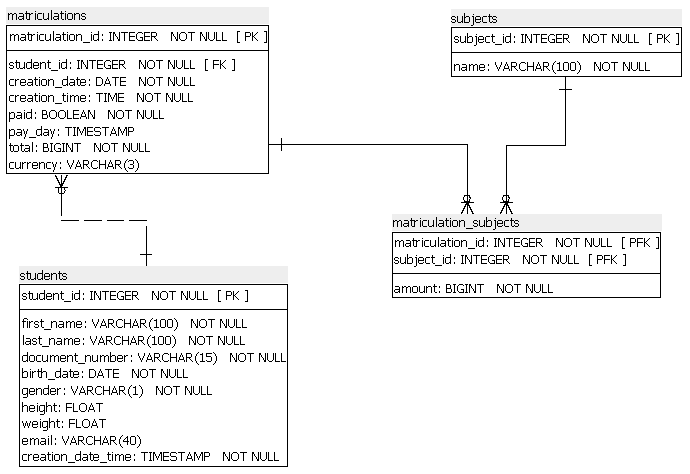 matriculations
matriculation_id: INTEGER NOT NULL [ PK ]
student_id: INTEGER NOT NULL [ FK ]
creation_date: DATE NOT NULL
creation_time: TIME NOT NULL
paid: BOOLEAN NOT NULL
pay_day: TIMESTAMP
total: BIGINT NOT NULL
currency: VARCHAR(3)
subjects
subject_id: INTEGER NOT NULL [ PK ]
name: VARCHAR(100) NOT NULL
matriculation_subjects
matriculation_id: INTEGER NOT NULL [ PFK ]
subject_id: INTEGER NOT NULL [ PFK ]
amount: BIGINT NOT NULL
students
student_id: INTEGER NOT NULL [ PK ]
first_name: VARCHAR(100) NOT NULL
last_name: VARCHAR(100) NOT NULL
document_number: VARCHAR(15) NOT NULL
birth_date: DATE NOT NULL
gender: VARCHAR(1) NOT NULL
height: FLOAT
weight: FLOAT
email: VARCHAR(40)
creation_date_time: TIMESTAMP NOT NULL